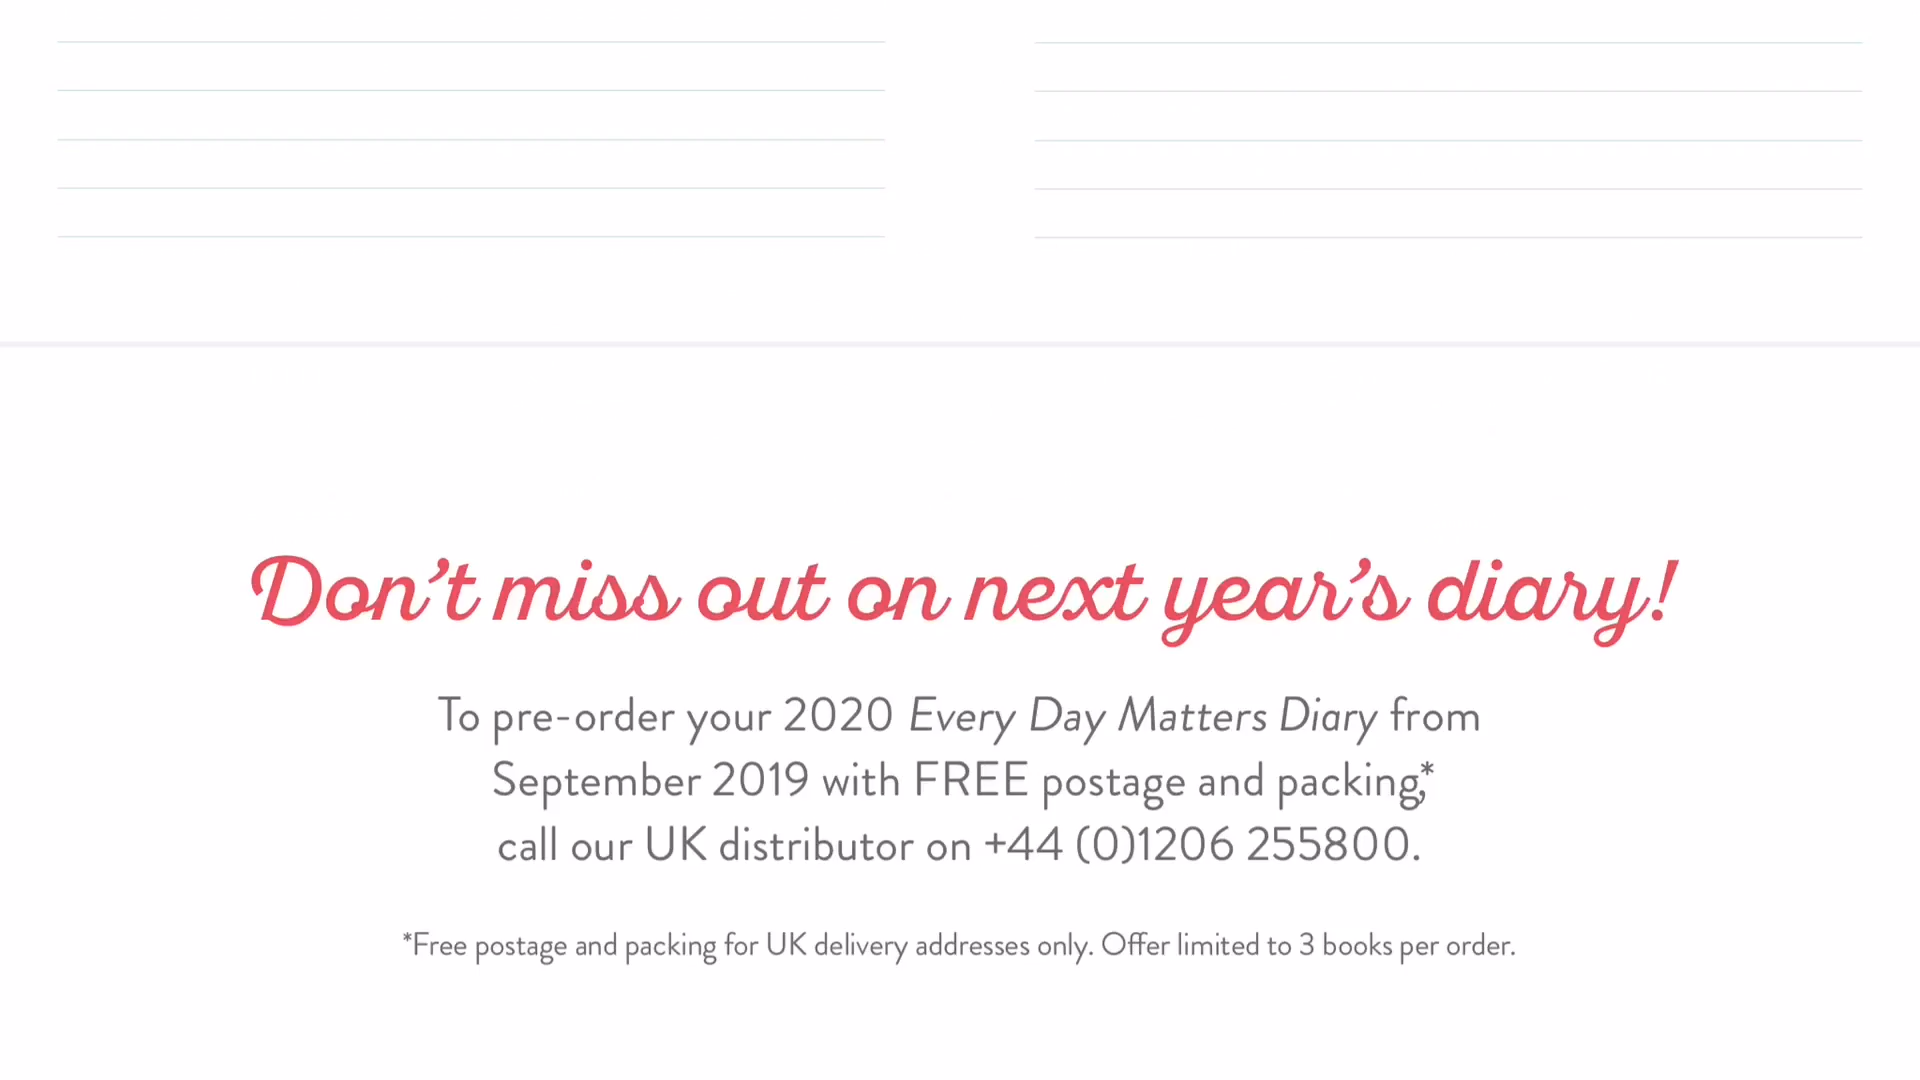 Don’t miss out on next year’s diary!
To pre-order your 2020 Every Day Matters Diary from
September 2019 with FREE postage and packing,*
call our UK distributor on +44 (0)1206 255800.
*Free postage and packing for UK delivery addresses only. Offer limited to 3 books per order.